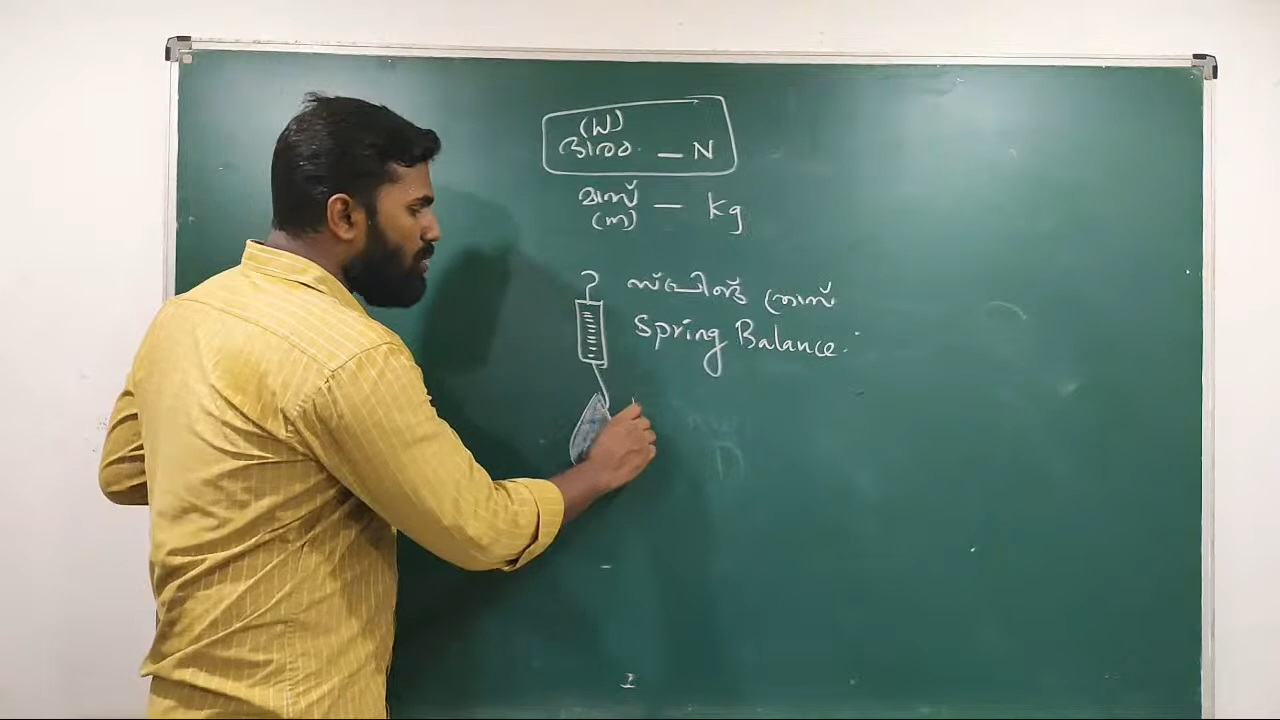 (W)
ഭാരം - N
മാസ് - kg
(m)
സ്പ്രിങ് ത്രാസ്
Spring Balance.